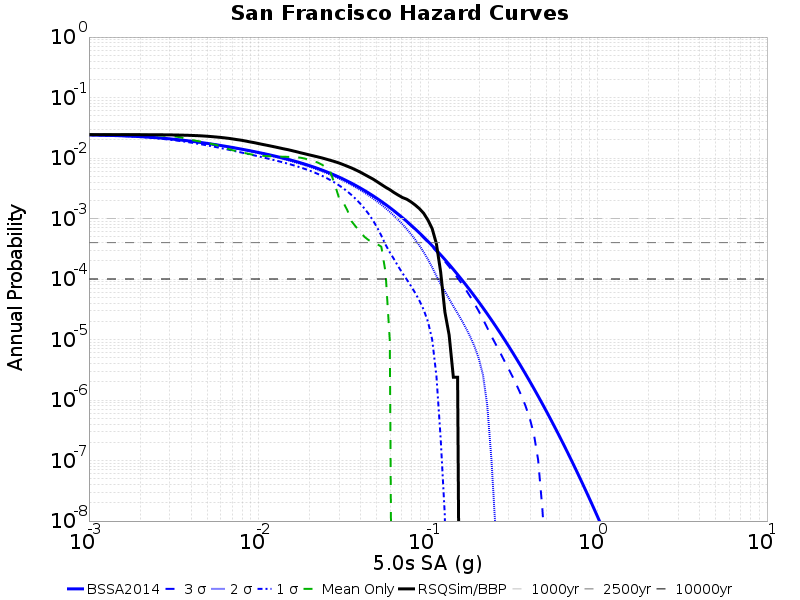 San Francisco Hazard Curves
Annual Probability
10^0
10^-1
10^-2
10^-3
10^-4
10^-5
10^-6
10^-7
10^-8
10^-3 10^-2 10^-1 10^0 10^1
5.0s SA (g)
BSSA2014 3 σ 2 σ 1 σ Mean Only RSQSim/BBP 1000yr 2500yr 10000yr